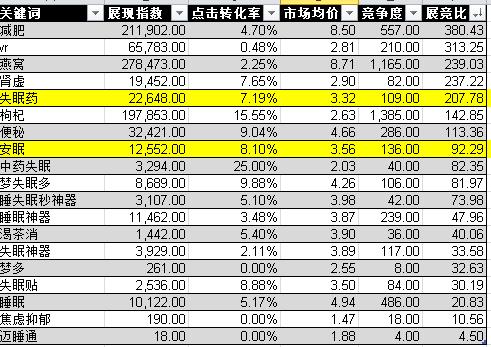 关键词 展现指数 点击转化率 市场均价 竞争度 展竞比
减肥 211,902.00 4.70% 8.50 557.00 380.43
vr 65,783.00 0.48% 2.81 210.00 313.25
燕窝 278,473.00 2.25% 8.71 1,165.00 239.03
肾虚 19,452.00 7.65% 2.90 82.00 237.22
失眠药 22,648.00 7.19% 3.32 109.00 207.78
枸杞 197,853.00 15.55% 2.63 1,385.00 142.85
便秘 32,421.00 9.04% 4.66 286.00 113.36
安眠 12,552.00 8.10% 3.56 136.00 92.29
中药失眠 3,294.00 25.00% 2.03 40.00 82.35
梦失眠多 8,689.00 9.88% 4.26 106.00 81.97
睡失眠秒神器 3,107.00 5.10% 3.98 42.00 73.98
睡眠神器 11,462.00 3.48% 3.87 239.00 47.96
渴茶消 1,442.00 5.40% 3.90 36.00 40.06
失眠神器 3,929.00 2.11% 3.89 117.00 33.58
梦多 261.00 0.00% 2.55 8.00 32.63
失眠贴 2,536.00 8.88% 3.50 84.00 30.19
睡眠 10,122.00 5.17% 4.94 486.00 20.83
焦虑抑郁 190.00 0.00% 1.47 18.00 10.56
迈睡通 18.00 0.00% 1.88 4.00 4.50